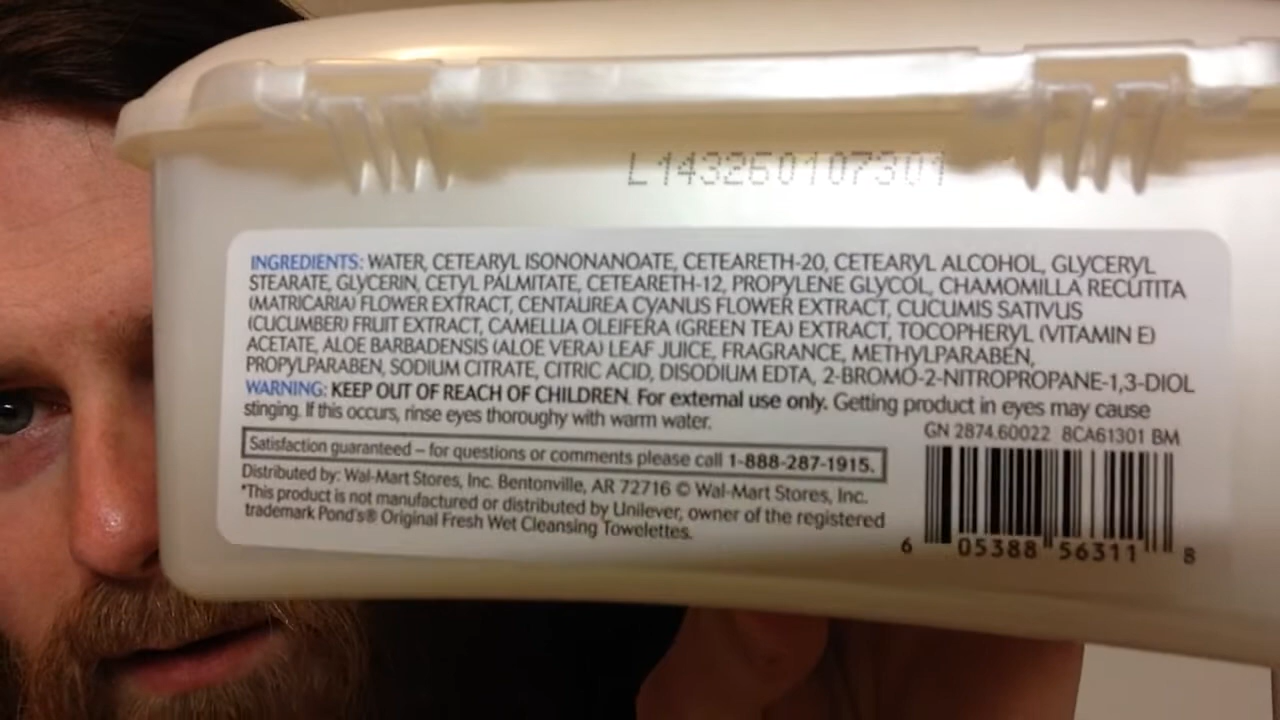 L143260107301
INGREDIENTS: WATER, CETEARYL ISONONANOATE, CETEARETH-20, CETEARYL ALCOHOL, GLYCERYL
STEARATE, GLYCERIN, CETYL PALMITATE, CETEARETH-12, PROPYLENE GLYCOL, CHAMOMILLA RECUTITA
(MATRICARIA) FLOWER EXTRACT, CENTAUREA CYANUS FLOWER EXTRACT, CUCUMIS SATIVUS
(CUCUMBER) FRUIT EXTRACT, CAMELLIA OLEIFERA (GREEN TEA) EXTRACT, TOCOPHERYL (VITAMIN E)
ACETATE, ALOE BARBADENSIS (ALOE VERA) LEAF JUICE, FRAGRANCE, METHYLPARABEN,
PROPYLPARABEN, SODIUM CITRATE, CITRIC ACID, DISODIUM EDTA, 2-BROMO-2-NITROPROPANE-1,3-DIOL
WARNING: KEEP OUT OF REACH OF CHILDREN. For external use only. Getting product in eyes may cause
stinging. If this occurs, rinse eyes thoroughy with warm water.
Satisfaction guaranteed – for questions or comments please call 1-888-287-1915.
Distributed by: Wal-Mart Stores, Inc. Bentonville, AR 72716 © Wal-Mart Stores, Inc.
*This product is not manufactured or distributed by Unilever, owner of the registered
trademark Pond's® Original Fresh Wet Cleansing Towelettes.
GN 2874.60022 8CA61301 BM
6 05388 56311 8